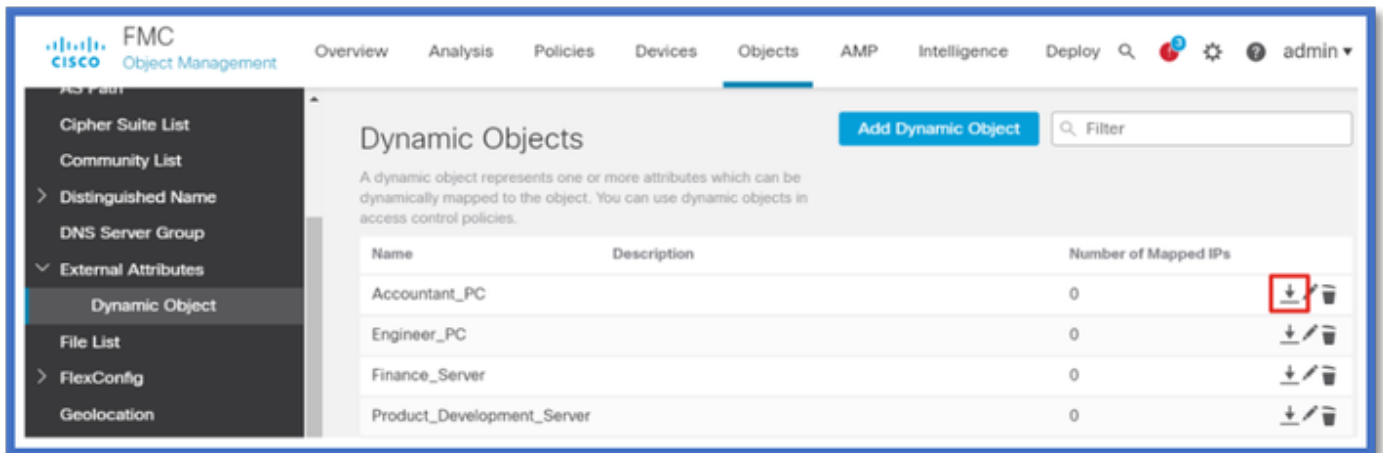 CISCO
FMC
Object Management
Overview Analysis Policies Devices Objects AMP Intelligence Deploy 3 admin
AS Path
Cipher Suite List
Community List
Distinguished Name
DNS Server Group
External Attributes
Dynamic Object
File List
FlexConfig
Geolocation
Dynamic Objects
Add Dynamic Object
Filter
A dynamic object represents one or more attributes which can be
dynamically mapped to the object. You can use dynamic objects in
access control policies.
Name Description Number of Mapped IPs
Accountant_PC 0
Engineer_PC 0
Finance_Server 0
Product_Development_Server 0